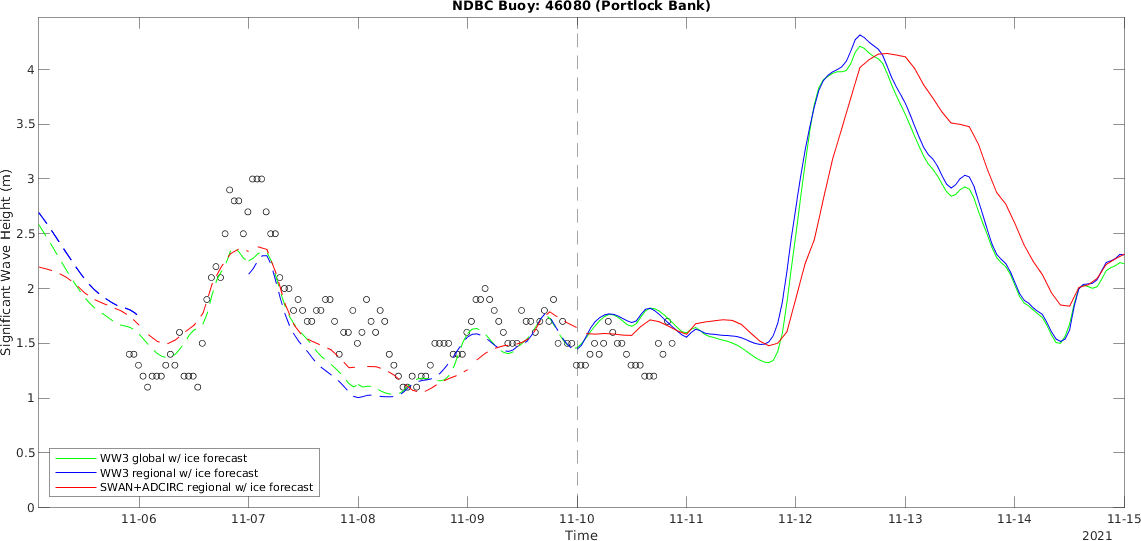 NDBC Buoy: 46080 (Portlock Bank)
Significant Wave Height (m)
4
3.5
3
2.5
2
1.5
1
0.5
0
WW3 global w/ ice forecast
WW3 regional w/ ice forecast
SWAN+ADCIRC regional w/ ice forecast
11-06 11-07 11-08 11-09 11-10 11-11 11-12 11-13 11-14 11-15
Time
2021